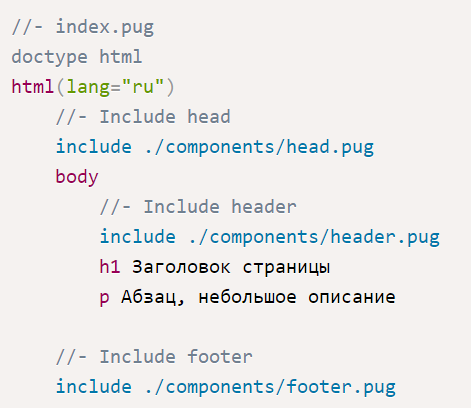 //- index.pug
doctype html
html(lang="ru")
    //- Include head
    include ./components/head.pug
    body
        //- Include header
        include ./components/header.pug
        h1 Заголовок страницы
        p Абзац, небольшое описание

    //- Include footer
    include ./components/footer.pug